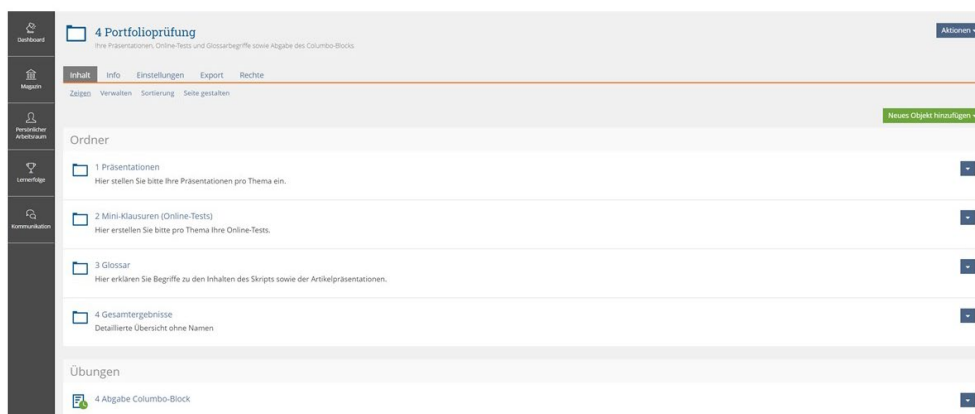 Dashboard
Magazin
Persönlicher
Arbeitsraum
Lernerfolge
Kommunikation
4 Portfolioprüfung
Ihre Präsentationen, Online-Tests und Glossarbegriffe sowie Abgabe des Columbo-Blocks
Aktionen
Inhalt Info Einstellungen Export Rechte
Zeigen Verwalten Sortierung Seite gestalten
Neues Objekt hinzufügen
Ordner
1 Präsentationen
Hier stellen Sie bitte Ihre Präsentationen pro Thema ein.
2 Mini-Klausuren (Online-Tests)
Hier erstellen Sie bitte pro Thema Ihre Online-Tests.
3 Glossar
Hier erklären Sie Begriffe zu den Inhalten des Skripts sowie der Artikelpräsentationen.
4 Gesamtergebnisse
Detaillierte Übersicht ohne Namen
Übungen
4 Abgabe Columbo-Block